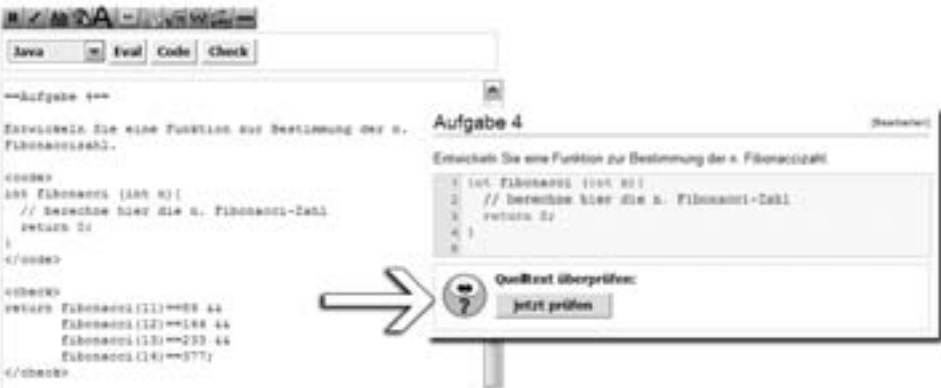 Java Eval Code Check
==Aufgabe 4==
Entwickeln Sie eine Funktion zur Bestimmung der n.
Fibonaccizahl.
<code>
int fibonacci (int n){
// berechne hier die n. Fibonacci-Zahl
return 0;
}
</code>
<check>
return fibonacci(11)==89 &&
fibonacci(12)==144 &&
fibonacci(13)==233 &&
fibonacci(14)==377;
</check>
Aufgabe 4 [Bearbeiten]
Entwickeln Sie eine Funktion zur Bestimmung der n. Fibonaccizahl.
1 int fibonacci (int n){
2 // berechne hier die n. Fibonacci-Zahl
3 return 0;
4 }
5
Quelltext überprüfen:
jetzt prüfen